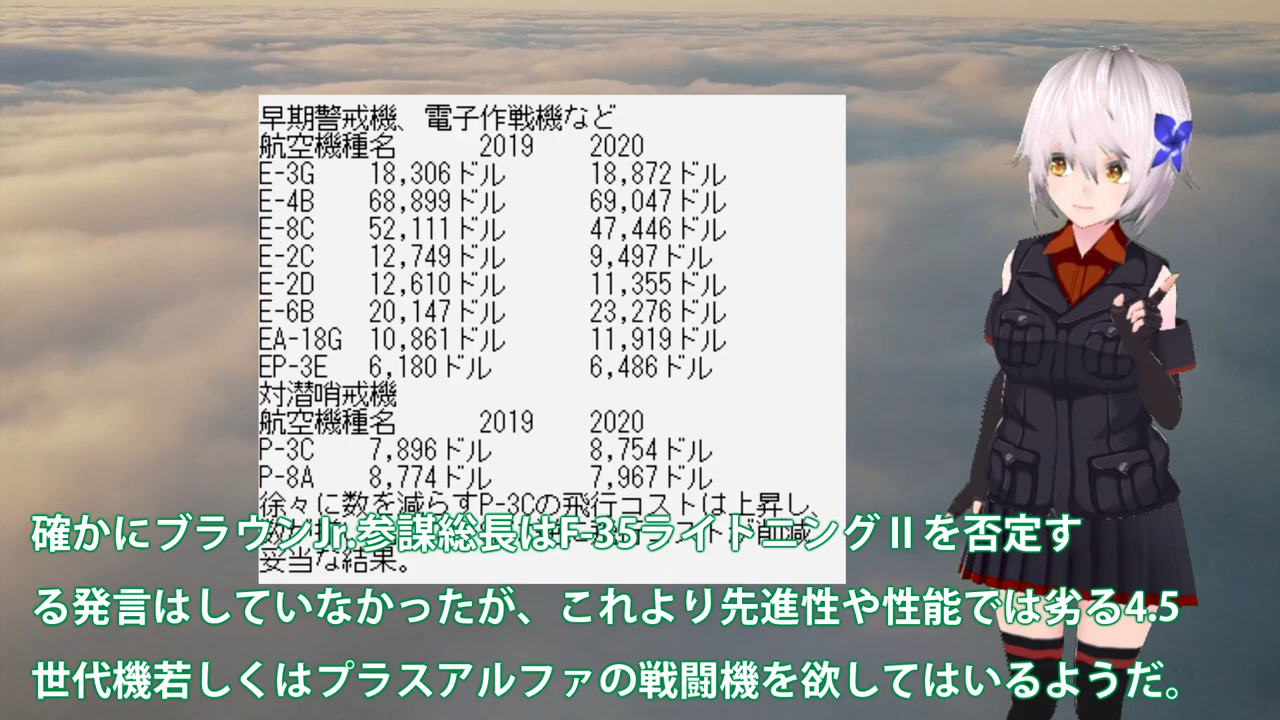 早期警戒機、電子作戦機など
航空機種名 2019 2020
E-3G 18,306ドル 18,872ドル
E-4B 68,899ドル 69,047ドル
E-8C 52,111ドル 47,446ドル
E-2C 12,749ドル 9,497ドル
E-2D 12,610ドル 11,355ドル
E-6B 20,147ドル 23,276ドル
EA-18G 10,861ドル 11,919ドル
EP-3E 6,180ドル 6,486ドル
対潜哨戒機
航空機種名 2019 2020
P-3C 7,896ドル 8,754ドル
P-8A 8,774ドル 7,967ドル
徐々に数を減らすP-3Cの飛行コストは上昇し、
妥当な結果。
確かにブラウンJr.参謀総長はF-35ライトニングⅡを否定す
る発言はしていなかったが、これより先進性や性能では劣る4.5
世代機若しくはプラスアルファの戦闘機を欲してはいるようだ。